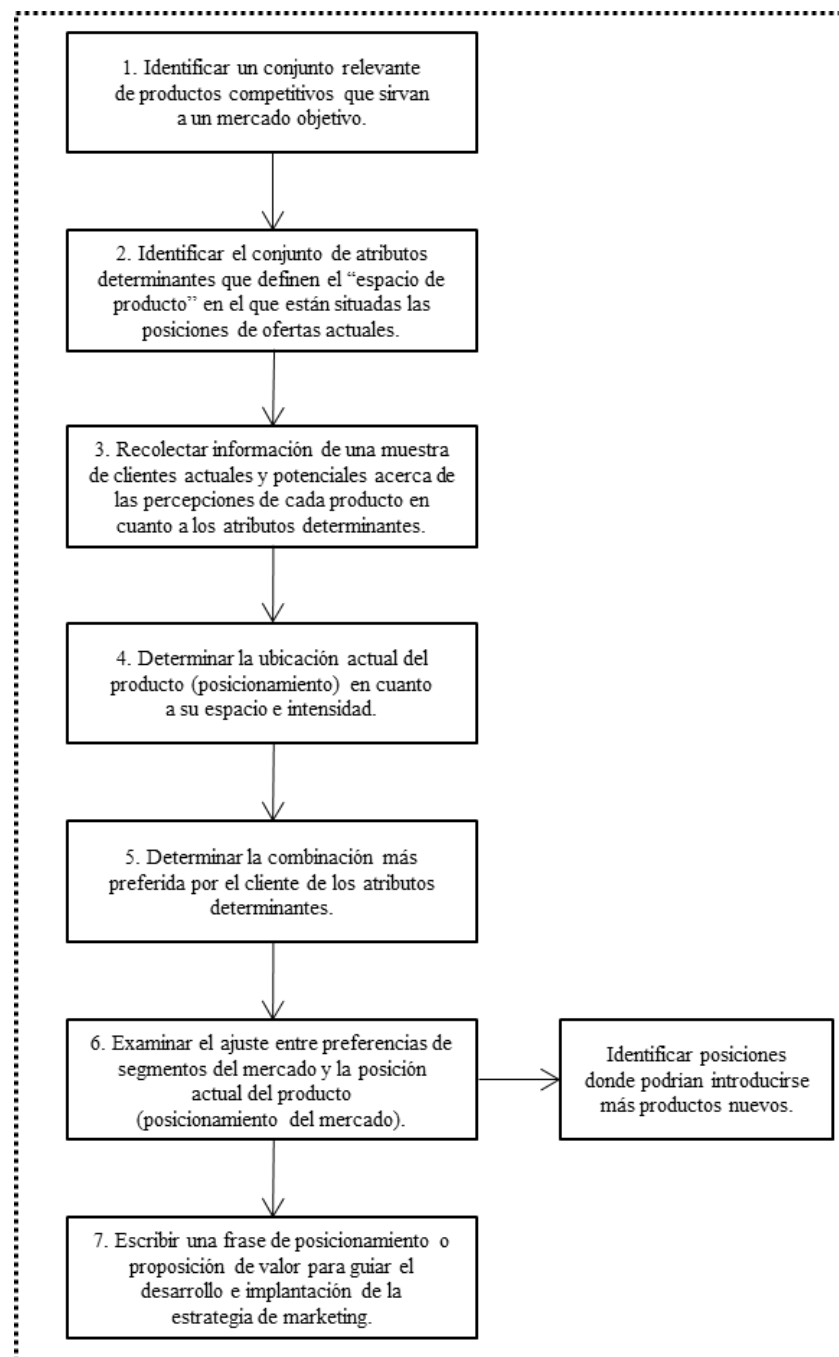 1. Identificar un conjunto relevante
de productos competitivos que sirvan
a un mercado objetivo.
2. Identificar el conjunto de atributos
determinantes que definen el “espacio de
producto” en el que están situadas las
posiciones de ofertas actuales.
3. Recolectar información de una muestra
de clientes actuales y potenciales acerca de
las percepciones de cada producto en
cuanto a los atributos determinantes.
4. Determinar la ubicación actual del
producto (posicionamiento) en cuanto
a su espacio e intensidad.
5. Determinar la combinación más
preferida por el cliente de los atributos
determinantes.
6. Examinar el ajuste entre preferencias de
segmentos del mercado y la posición
actual del producto
(posicionamiento del mercado).
Identificar posiciones
donde podrían introducirse
más productos nuevos.
7. Escribir una frase de posicionamiento o
proposición de valor para guiar el
desarrollo e implantación de la
estrategia de marketing.